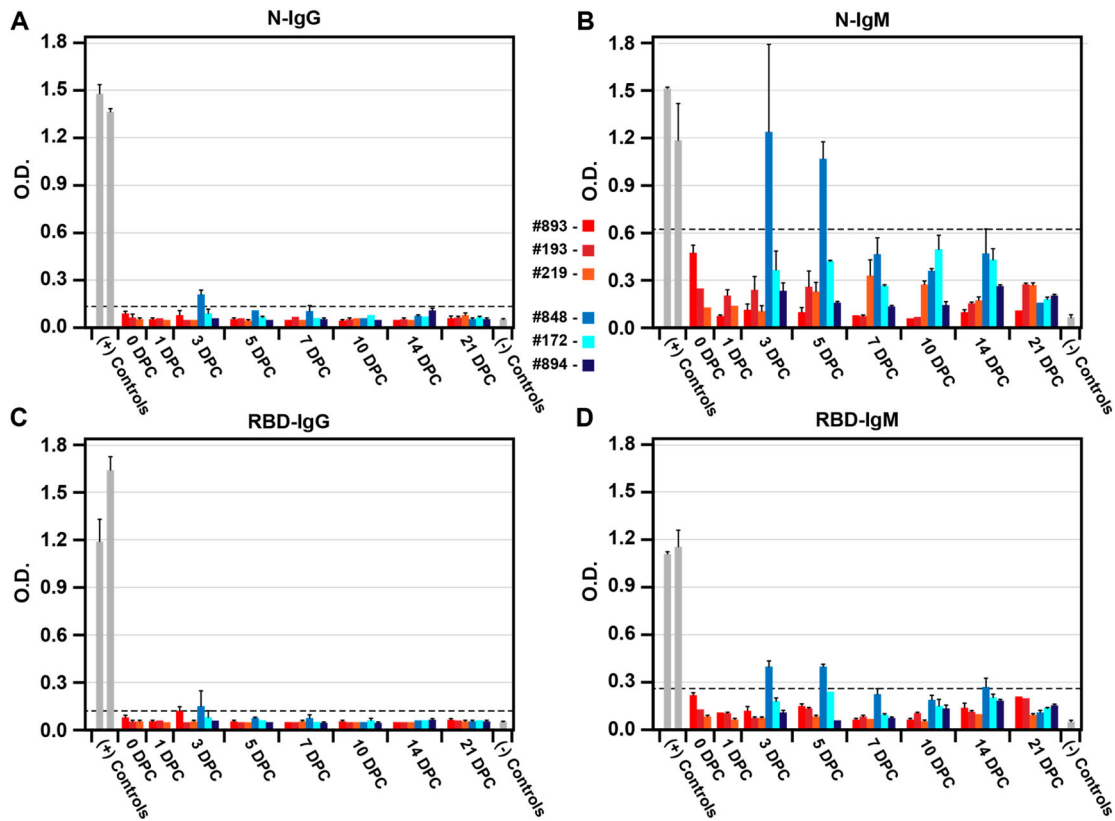 A
N-IgG
1.8
1.5
1.2
0.9
0.6
0.3
0.0
O.D.
(+) Controls
0 DPC
1 DPC
3 DPC
5 DPC
7 DPC
10 DPC
14 DPC
21 DPC
(-) Controls
B
N-IgM
1.8
1.5
1.2
0.9
0.6
0.3
0.0
O.D.
(+) Controls
0 DPC
1 DPC
3 DPC
5 DPC
7 DPC
10 DPC
14 DPC
21 DPC
(-) Controls
#893 -
#193 -
#219 -
#848 -
#172 -
#894 -
C
RBD-IgG
1.8
1.5
1.2
0.9
0.6
0.3
0.0
O.D.
(+) Controls
0 DPC
1 DPC
3 DPC
5 DPC
7 DPC
10 DPC
14 DPC
21 DPC
(-) Controls
D
RBD-IgM
1.8
1.5
1.2
0.9
0.6
0.3
0.0
O.D.
(+) Controls
0 DPC
1 DPC
3 DPC
5 DPC
7 DPC
10 DPC
14 DPC
21 DPC
(-) Controls